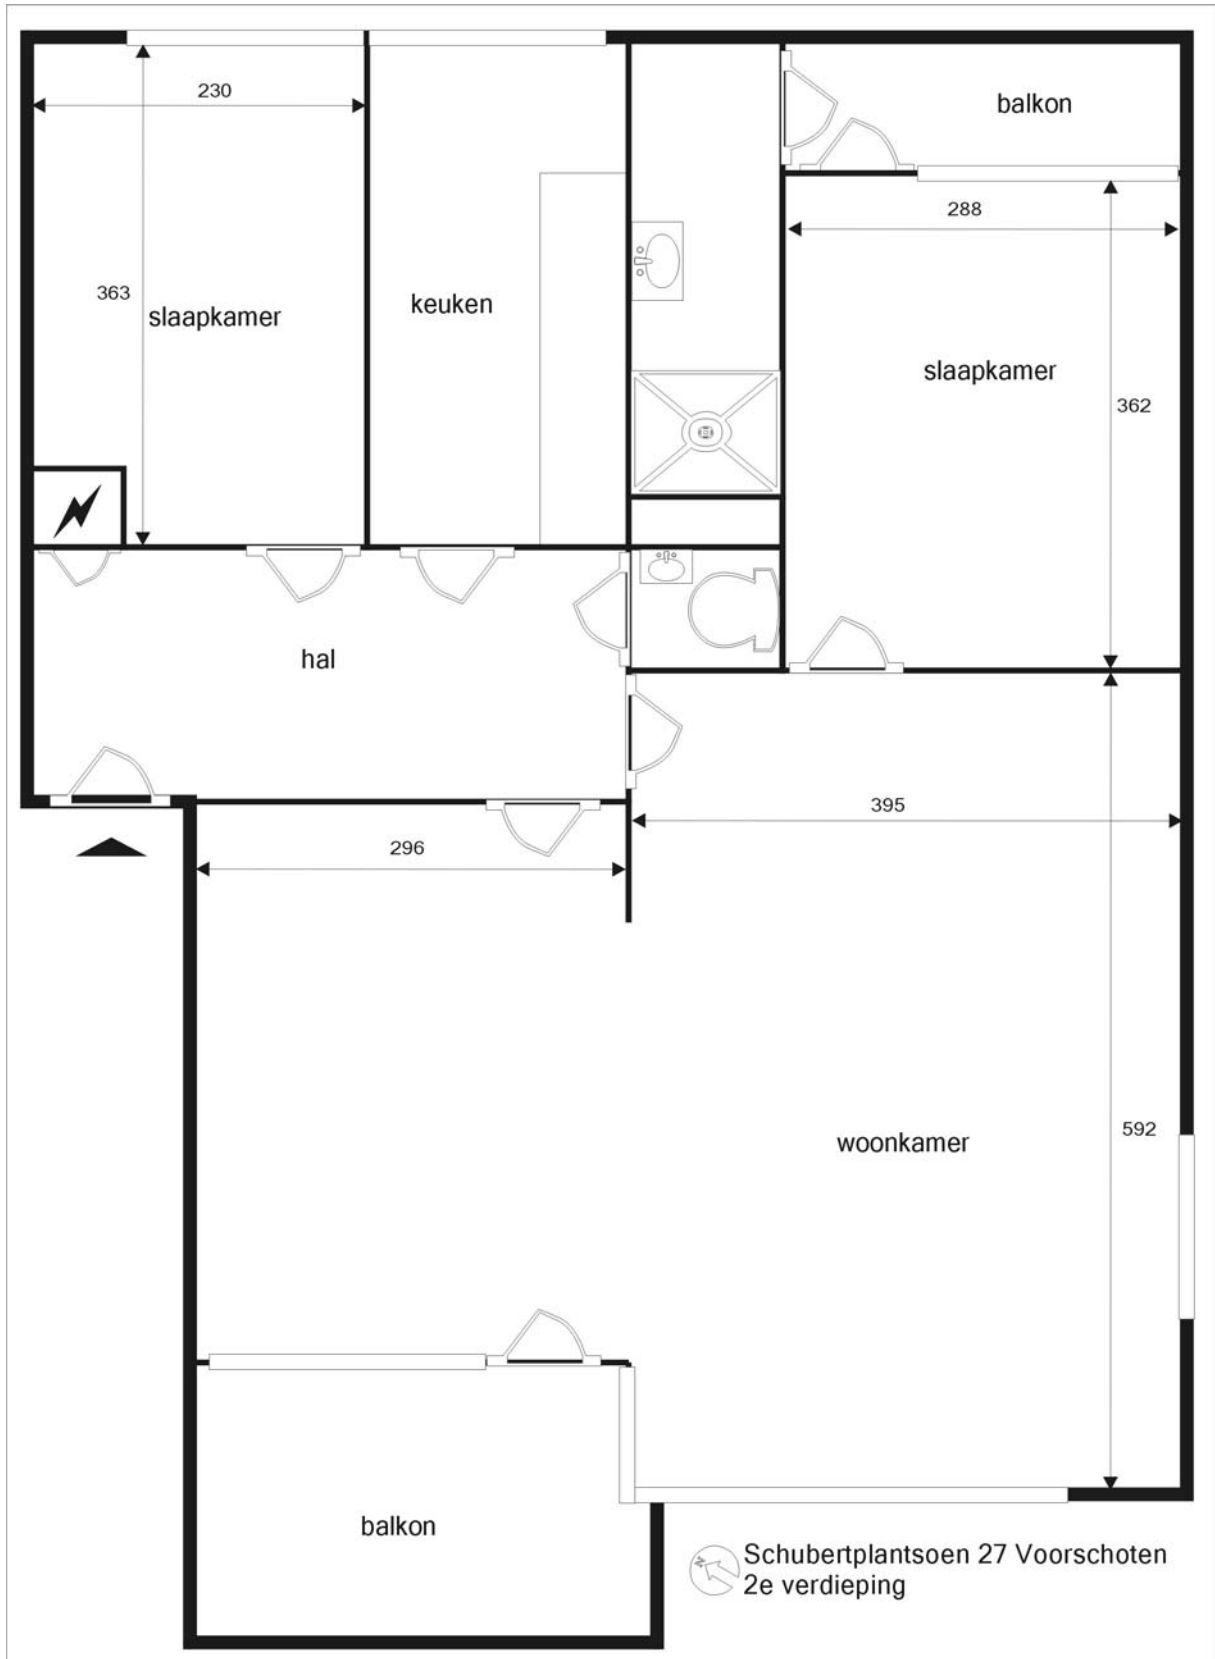 230
balkon
288
363
slaapkamer
keuken
slaapkamer
362
hal
395
296
592
woonkamer
balkon
N
Schubertplantsoen 27 Voorschoten
2e verdieping